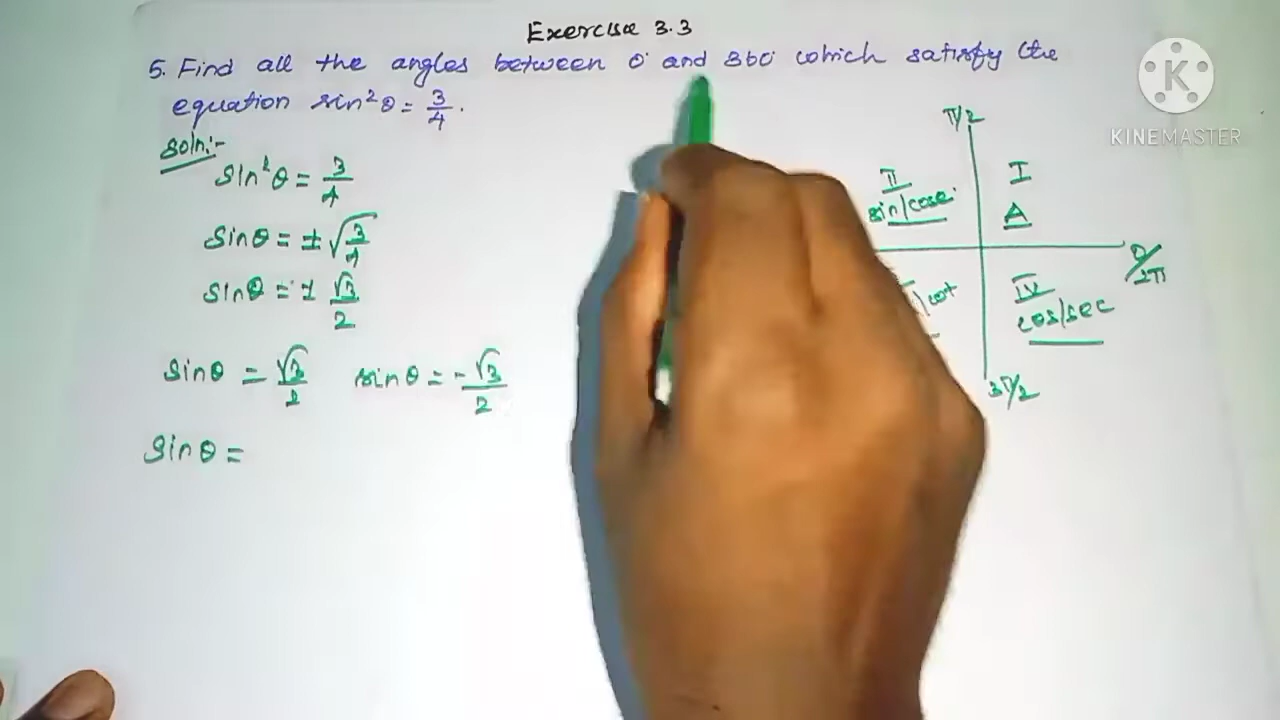 Exercise 3.3
5. Find all the angles between 0° and 360° which satisfy the
equation sin²θ = 3/4.
Soln:-
sin²θ = 3/4
sinθ = ± √(3/4)
sinθ = ± √3/2
sinθ = √3/2 sinθ = -√3/2
sinθ =
π/2
II
sin/cosec
I
A
0/2π
/cot
IV
cos/sec
3π/2
K
KINEMASTER